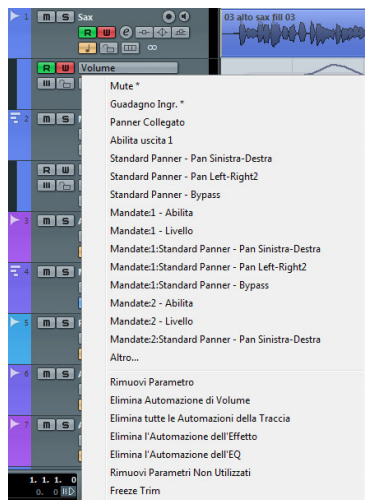 1 m S Sax
03 alto sax fill 03
R W e
R W Volume
Mute *
Guadagno Ingr. *
2 m S
Panner Collegato
Abilita uscita 1
Standard Panner - Pan Sinistra-Destra
R W
Standard Panner - Pan Left-Right2
Standard Panner - Bypass
3 m S
Mandate:1 - Abilita
Mandate:1 - Livello
Mandate:1:Standard Panner - Pan Sinistra-Destra
4 m S
Mandate:1:Standard Panner - Pan Left-Right2
Mandate:1:Standard Panner - Bypass
Mandate:2 - Abilita
5 m S
Mandate:2 - Livello
Mandate:2:Standard Panner - Pan Sinistra-Destra
Altro...
6 m S
Rimuovi Parametro
Elimina Automazione di Volume
7 m S
Elimina tutte le Automazioni della Traccia
Elimina l'Automazione dell'Effetto
Elimina l'Automazione dell'EQ
1. 1. 1. 0
Rimuovi Parametri Non Utilizzati
0. 0
Freeze Trim